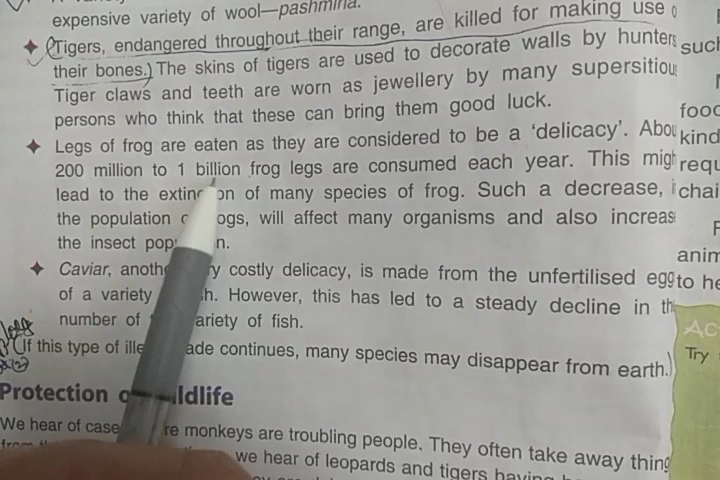 expensive variety of wool—pashmina.
(Tigers, endangered throughout their range, are killed for making use
their bones.) The skins of tigers are used to decorate walls by hunters
Tiger claws and teeth are worn as jewellery by many supersitiou
persons who think that these can bring them good luck.
Legs of frog are eaten as they are considered to be a 'delicacy'. Abou
200 million to 1 billion frog legs are consumed each year. This migh
lead to the extin on of many species of frog. Such a decrease, i
the population ogs, will affect many organisms and also increas
the insect pop n.
Caviar, anoth ry costly delicacy, is made from the unfertilised egg
of a variety sh. However, this has led to a steady decline in th
number of ariety of fish.
(If this type of ille ade continues, many species may disappear from earth.)
Protection o ildlife
We hear of case re monkeys are troubling people. They often take away thing
we hear of leopards and tigers having
such
food
kind
requ
chai
F
anim
to he
Ac
Try